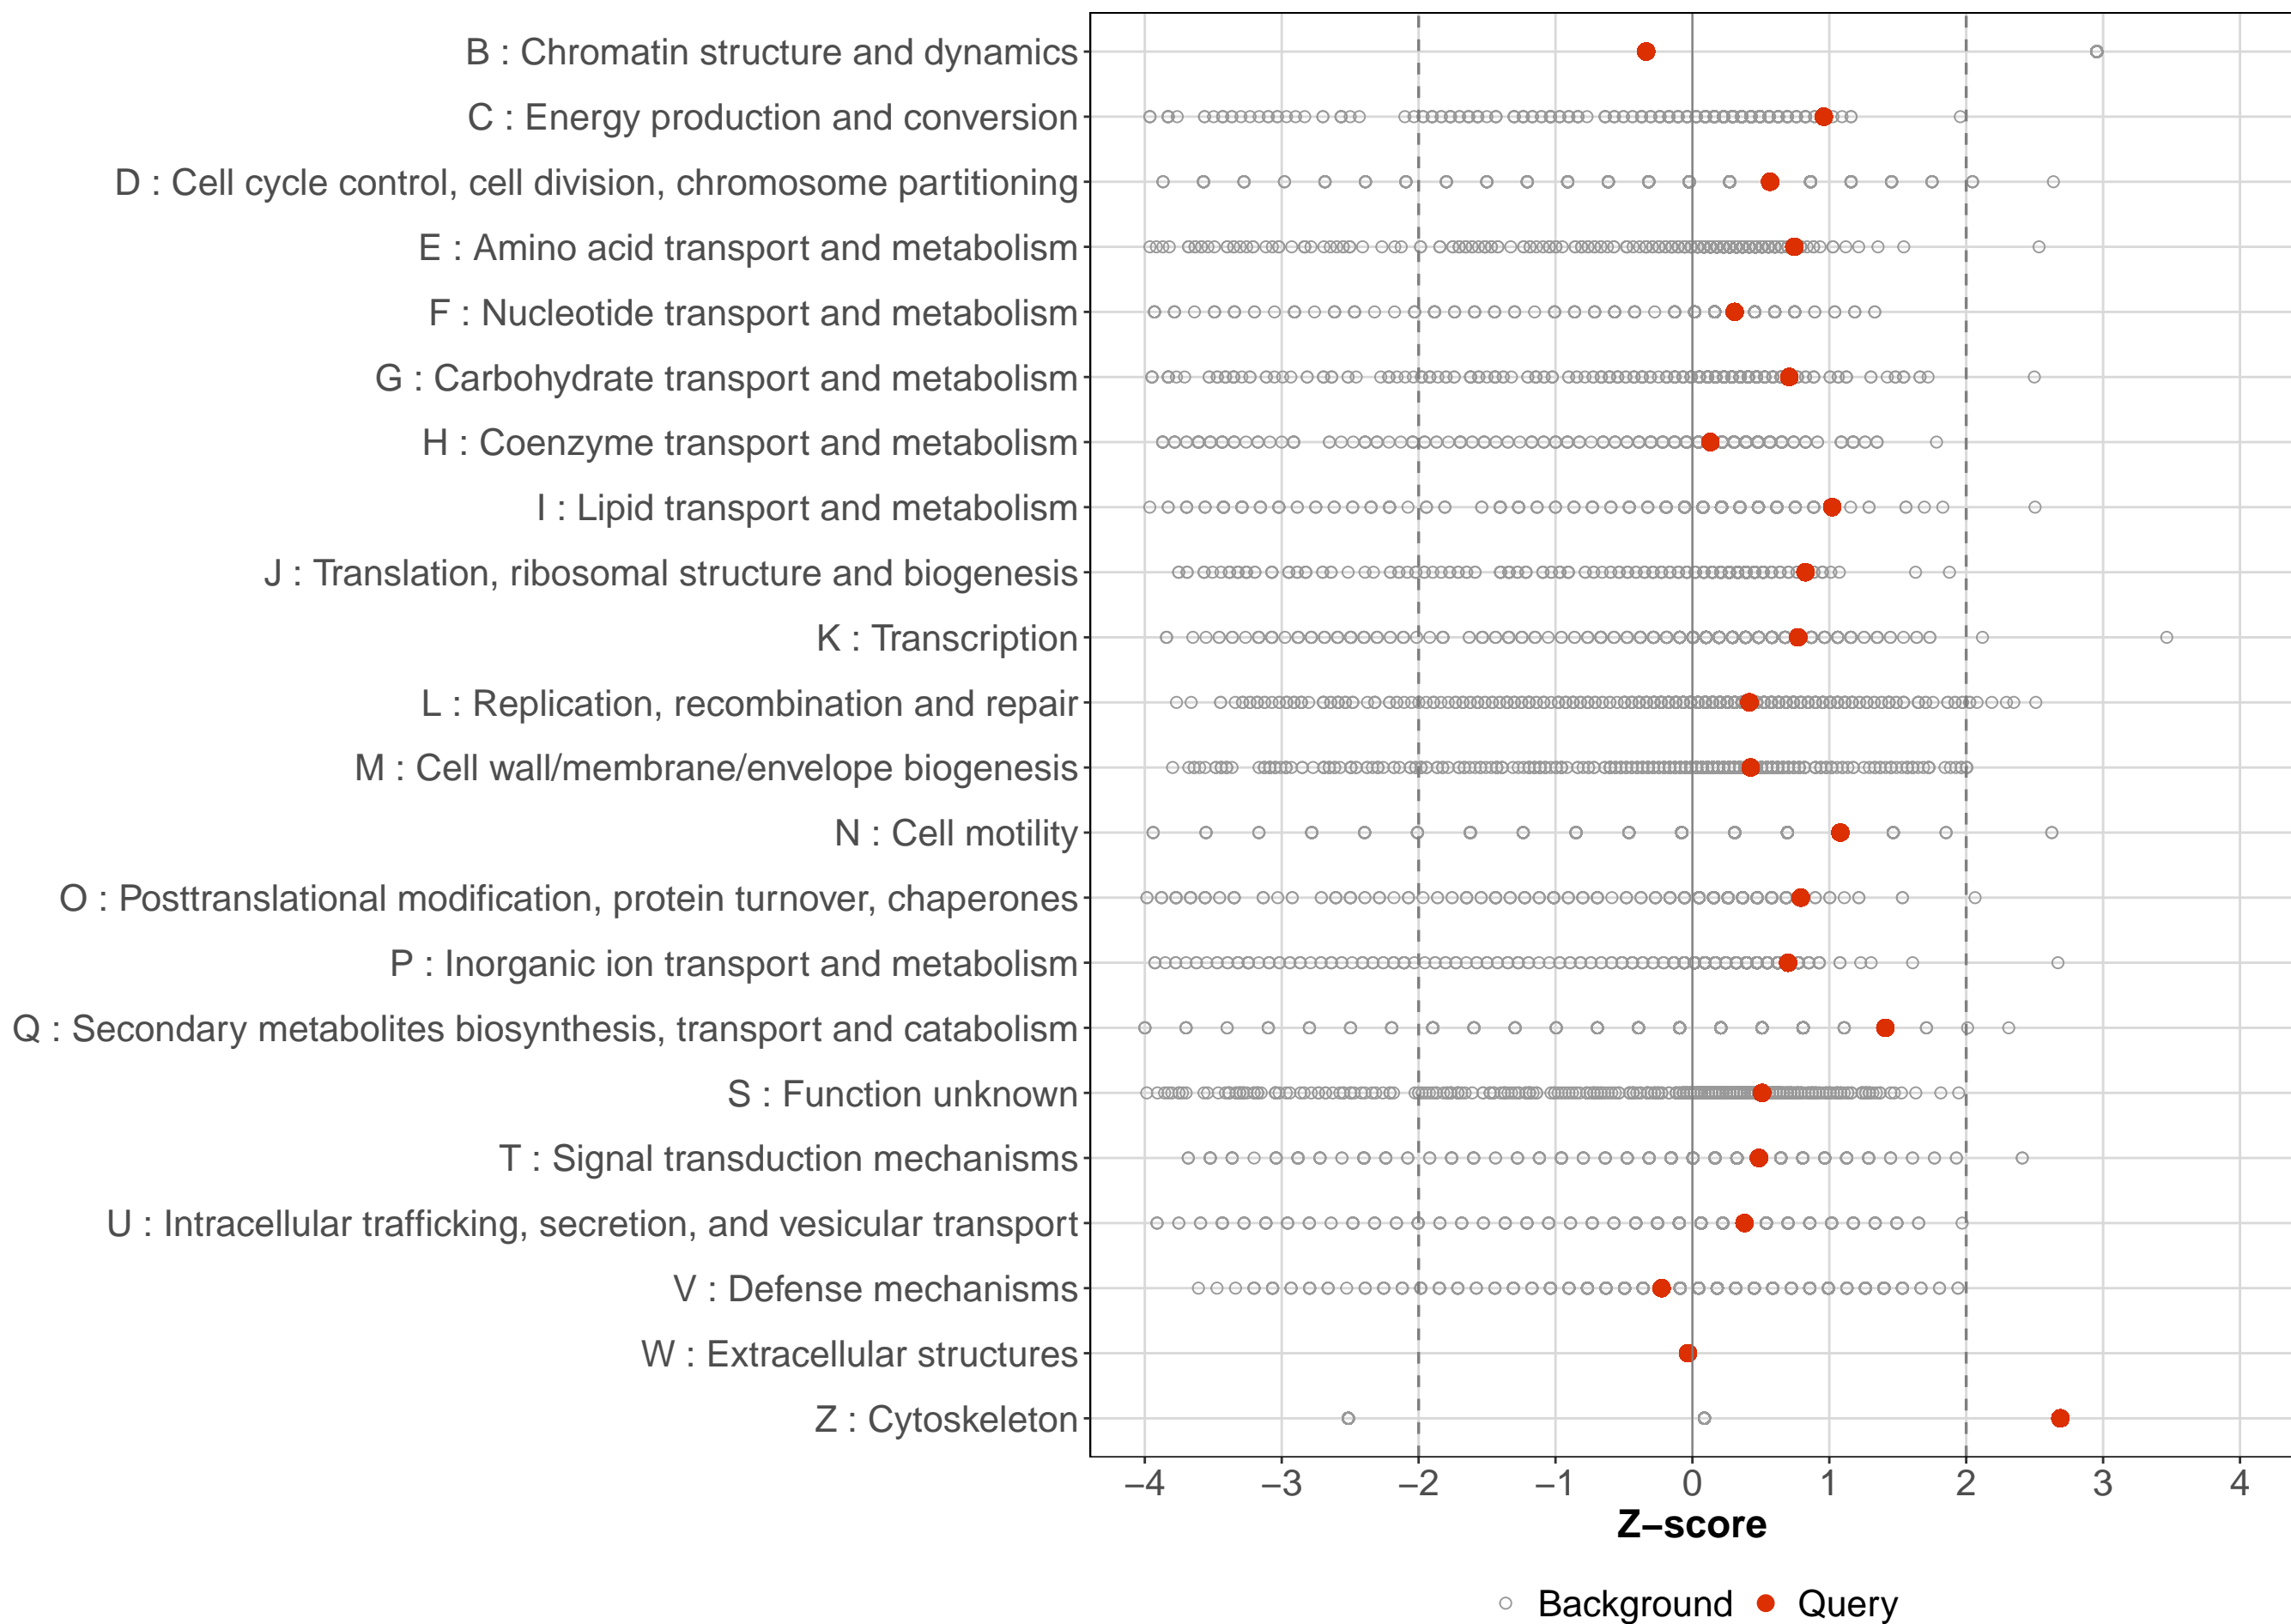 B : Chromatin structure and dynamics
C : Energy production and conversion
D : Cell cycle control, cell division, chromosome partitioning
E : Amino acid transport and metabolism
F : Nucleotide transport and metabolism
G : Carbohydrate transport and metabolism
H : Coenzyme transport and metabolism
I : Lipid transport and metabolism
J : Translation, ribosomal structure and biogenesis
K : Transcription
L : Replication, recombination and repair
M : Cell wall/membrane/envelope biogenesis
N : Cell motility
O : Posttranslational modification, protein turnover, chaperones
P : Inorganic ion transport and metabolism
Q : Secondary metabolites biosynthesis, transport and catabolism
S : Function unknown
T : Signal transduction mechanisms
U : Intracellular trafficking, secretion, and vesicular transport
V : Defense mechanisms
W : Extracellular structures
Z : Cytoskeleton
−4 −3 −2 −1 0 1 2 3 4
Z−score
Background Query